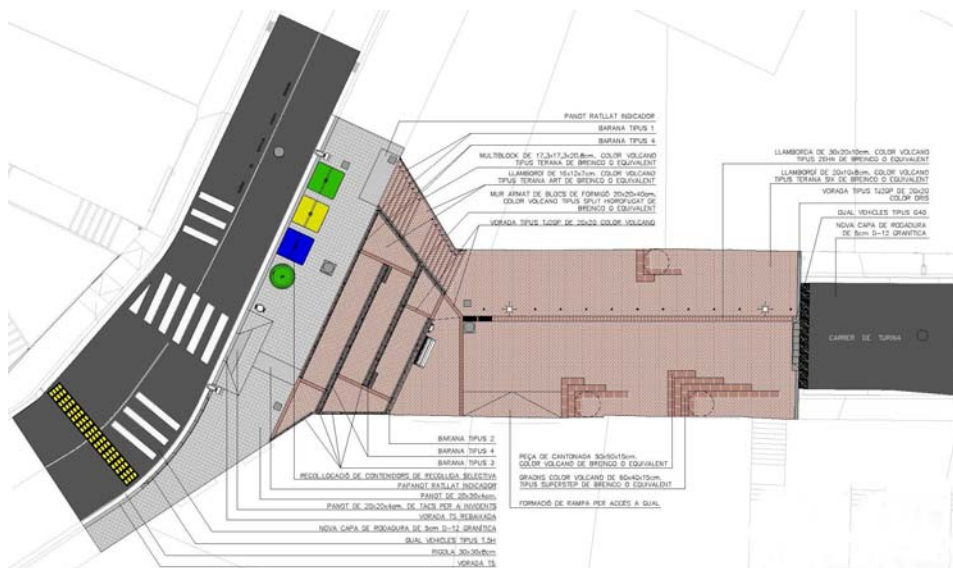 PANOT RATLLAT INDICADOR
BARANA TIPUS 1
BARANA TIPUS 4
MULTIBLOCK DE 17,3x17,3x20,8cm. COLOR VOLCANO
TIPUS TERANA DE BREINCO O EQUIVALENT
LLAMBORDÍ DE 16x12x7cm. COLOR VOLCANO
TIPUS TERANA ART DE BREINCO O EQUIVALENT
MUR ARMAT DE BLOCS DE FORMIGÓ 20x20x40cm.
COLOR VOLCANO TIPUS SPLIT HIDROFUGAT DE
BREINCO O EQUIVALENT
VORADA TIPUS TJ2GP DE 20x20 COLOR VOLCANO
LLAMBORDA DE 30x20x10cm. COLOR VOLCANO
TIPUS ZEHN DE BREINCO O EQUIVALENT
LLAMBORDÍ DE 20x10x8cm. COLOR VOLCANO
TIPUS TERANA SIX DE BREINCO O EQUIVALENT
VORADA TIPUS TJ2GP DE 20x20
COLOR GRIS
GUAL VEHICLES TIPUS G40
NOVA CAPA DE RODADURA
DE 5cm G-12 GRANÍTICA
CARRER DE TURINA
BARANA TIPUS 2
BARANA TIPUS 4
BARANA TIPUS 3
RECOL·LOCACIÓ DE CONTENIDORS DE RECOLLIDA SELECTIVA
PAPANOT RATLLAT INDICADOR
PANOT DE 20x20x4cm.
PANOT DE 20x20x4cm. DE TACS PER A INVIDENTS
VORADA T5 REBAIXADA
NOVA CAPA DE RODADURA DE 5cm G-12 GRANÍTICA
GUAL VEHICLES TIPUS T.5H
RIGOLA 30x30x8cm
VORADA T5
PEÇA DE CANTONADA 50x50x15cm.
COLOR VOLCANO DE BREINCO O EQUIVALENT
GRAONS COLOR VOLCANO DE 60x40x15cm.
TIPUS SUPERSTEP DE BREINCO O EQUIVALENT
FORMACIÓ DE RAMPA PER ACCÉS A GUAL